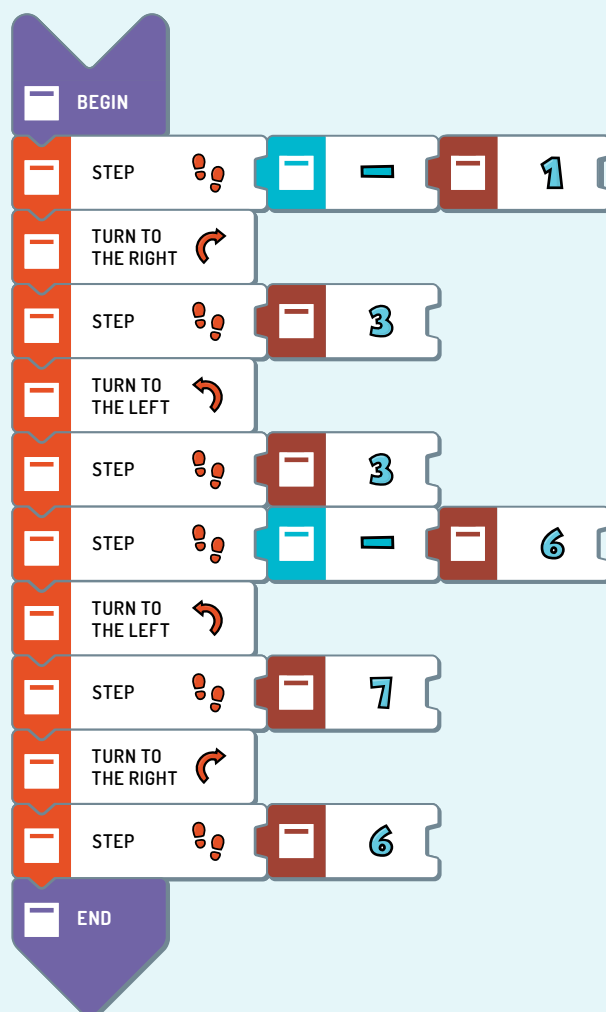 BEGIN
STEP - 1
TURN TO
THE RIGHT
STEP 3
TURN TO
THE LEFT
STEP 3
STEP - 6
TURN TO
THE LEFT
STEP 7
TURN TO
THE RIGHT
STEP 6
END